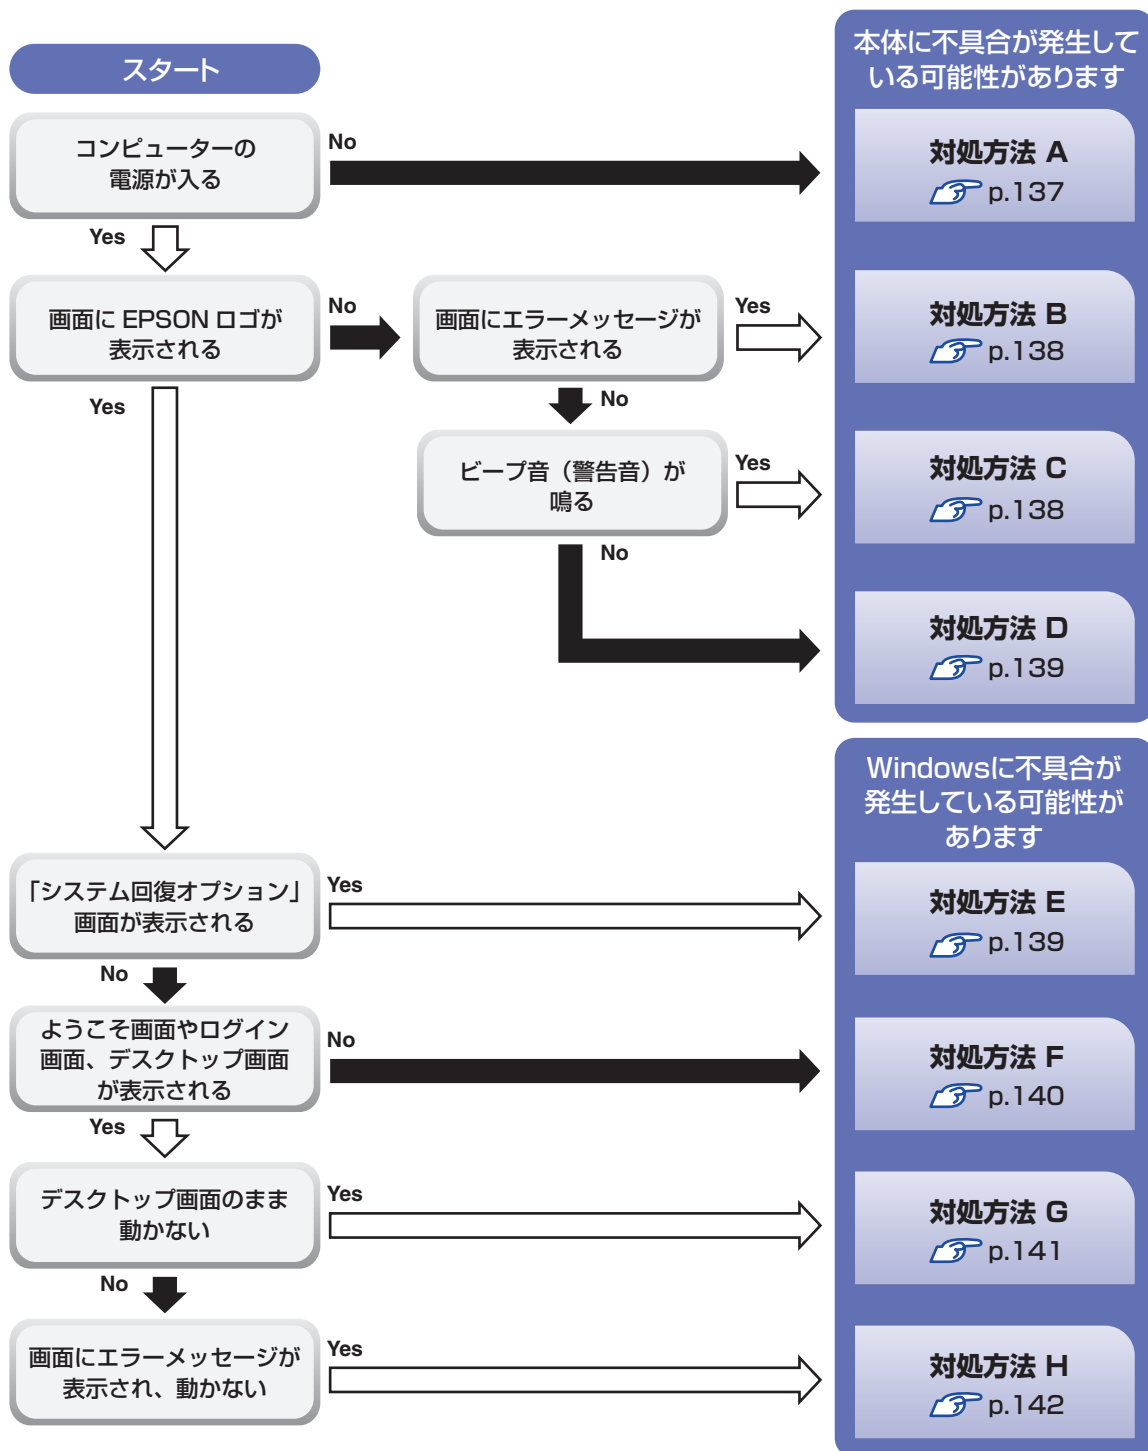 スタート
本体に不具合が発生して
いる可能性があります
コンピューターの
電源が入る
No
対処方法 A
p.137
Yes
画面に EPSON ロゴが
表示される
No
画面にエラーメッセージが
表示される
Yes
対処方法 B
p.138
Yes
No
ビープ音（警告音）が
鳴る
Yes
対処方法 C
p.138
No
対処方法 D
p.139
Windowsに不具合が
発生している可能性が
あります
「システム回復オプション」
画面が表示される
Yes
対処方法 E
p.139
No
ようこそ画面やログイン
画面、デスクトップ画面
が表示される
No
対処方法 F
p.140
Yes
デスクトップ画面のまま
動かない
Yes
対処方法 G
p.141
No
画面にエラーメッセージが
表示され、動かない
Yes
対処方法 H
p.142